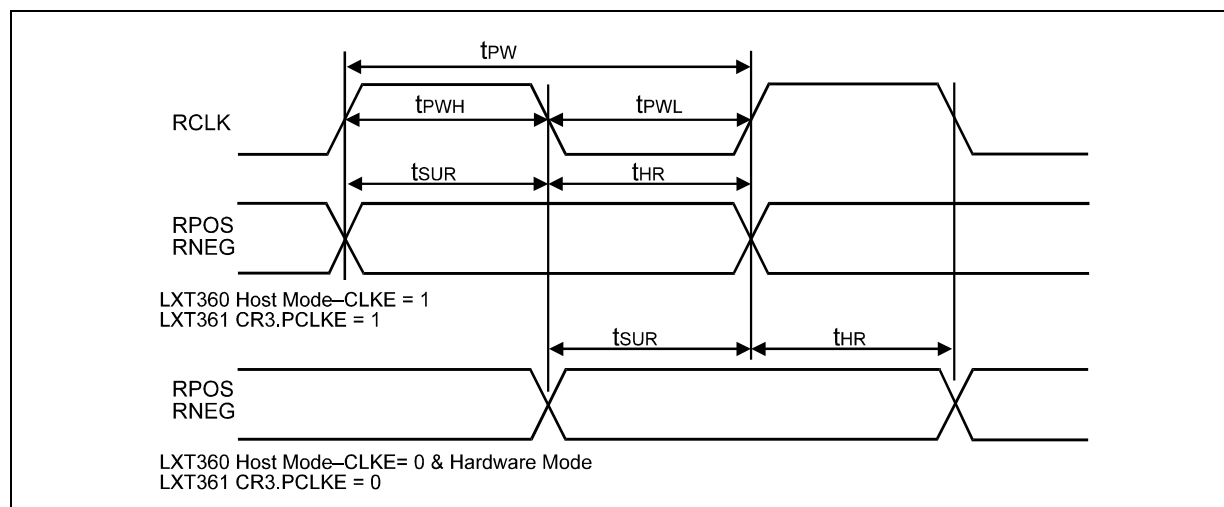 tPW
tPWH
tPWL
RCLK
tSUR
tHR
RPOS
RNEG
LXT360 Host Mode–CLKE = 1
LXT361 CR3.PCLKE = 1
tSUR
tHR
RPOS
RNEG
LXT360 Host Mode–CLKE= 0 & Hardware Mode
LXT361 CR3.PCLKE = 0